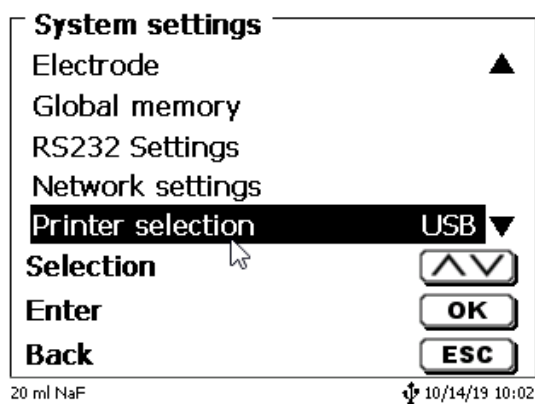 System settings
Electrode
Global memory
RS232 Settings
Network settings
Printer selection USB
Selection
Enter OK
Back ESC
20 ml NaF 10/14/19 10:02